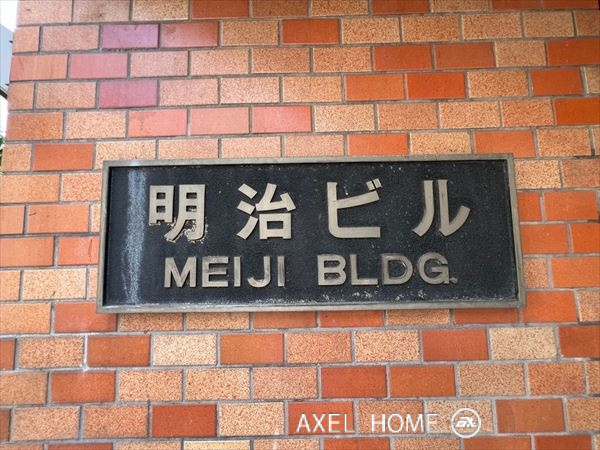 明治ビル
MEIJI BLDG.
AXEL HOME